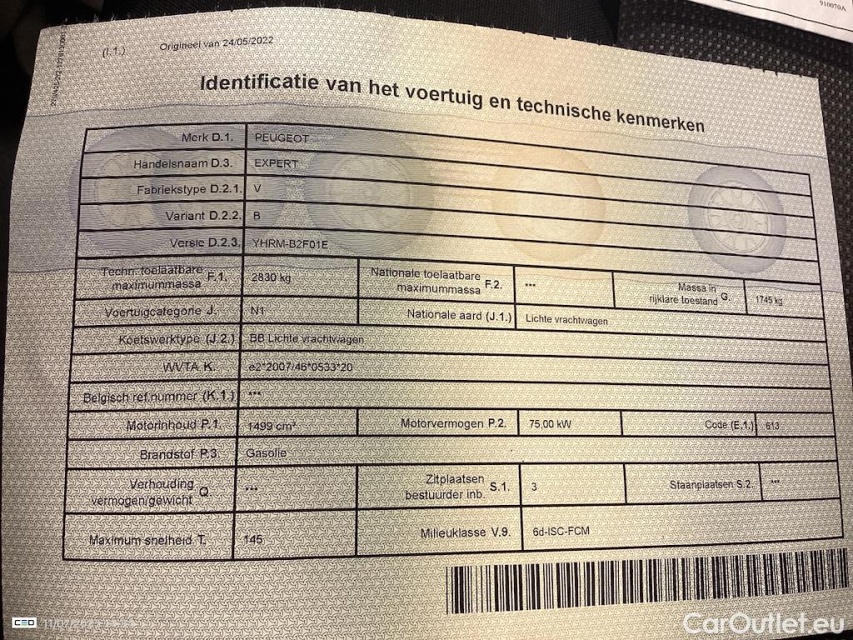 910070A
(I.1.) Origineel van 24/05/2022
Identificatie van het voertuig en technische kenmerken
Merk D.1. PEUGEOT
Handelsnaam D.3. EXPERT
Fabriekstype D.2.1. V
Variant D.2.2. B
Versie D.2.3. YHRM-B2F01E
Techn. toelaatbare maximummassa F.1. 2830 kg Nationale toelaatbare maximummassa F.2. *** Massa in rijklare toestand G. 1745 kg
Voertuigcategorie J. N1 Nationale aard (J.1.) Lichte vrachtwagen
Koetswerktype (J.2.) BB Lichte vrachtwagen
WVTA K. e2*2007/46*0533*20
Belgisch ref.nummer (K.1.) ***
Motorinhoud P.1. 1499 cm³ Motorvermogen P.2. 75,00 kW Code (E.1.) 613
Brandstof P.3. Gasolie
Verhouding vermogen/gewicht Q. *** Zitplaatsen bestuurder inb. S.1. 3 Staanplaatsen S.2. ***
Maximum snelheid T. 145 Milieuklasse V.9. 6d-ISC-FCM
CarOutlet.eu